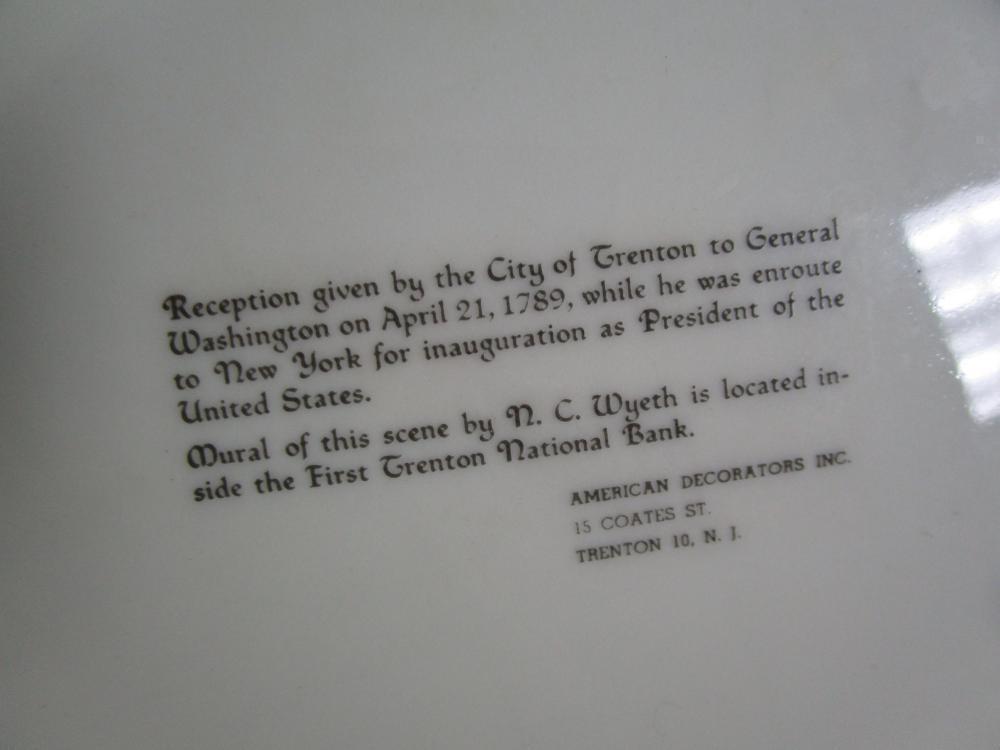 Reception given by the City of Trenton to General
Washington on April 21, 1789, while he was enroute
to New York for inauguration as President of the
United States.
Mural of this scene by N. C. Wyeth is located in-
side the First Trenton National Bank.
AMERICAN DECORATORS INC.
15 COATES ST.
TRENTON 10, N. J.